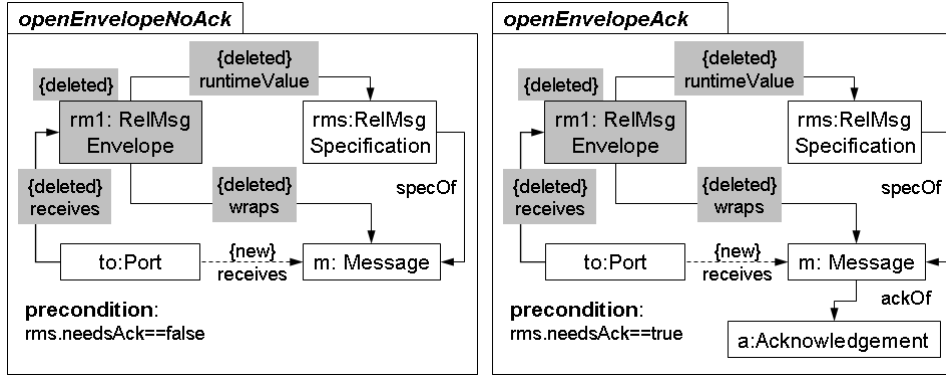 openEnvelopeNoAck
{deleted}
runtimeValue
{deleted}
rm1: RelMsg
Envelope
rms:RelMsg
Specification
{deleted}
receives
{deleted}
wraps
specOf
to:Port
{new}
receives
m: Message
precondition:
rms.needsAck==false
openEnvelopeAck
{deleted}
runtimeValue
{deleted}
rm1: RelMsg
Envelope
rms:RelMsg
Specification
{deleted}
receives
{deleted}
wraps
specOf
to:Port
{new}
receives
m: Message
ackOf
precondition:
rms.needsAck==true
a:Acknowledgement